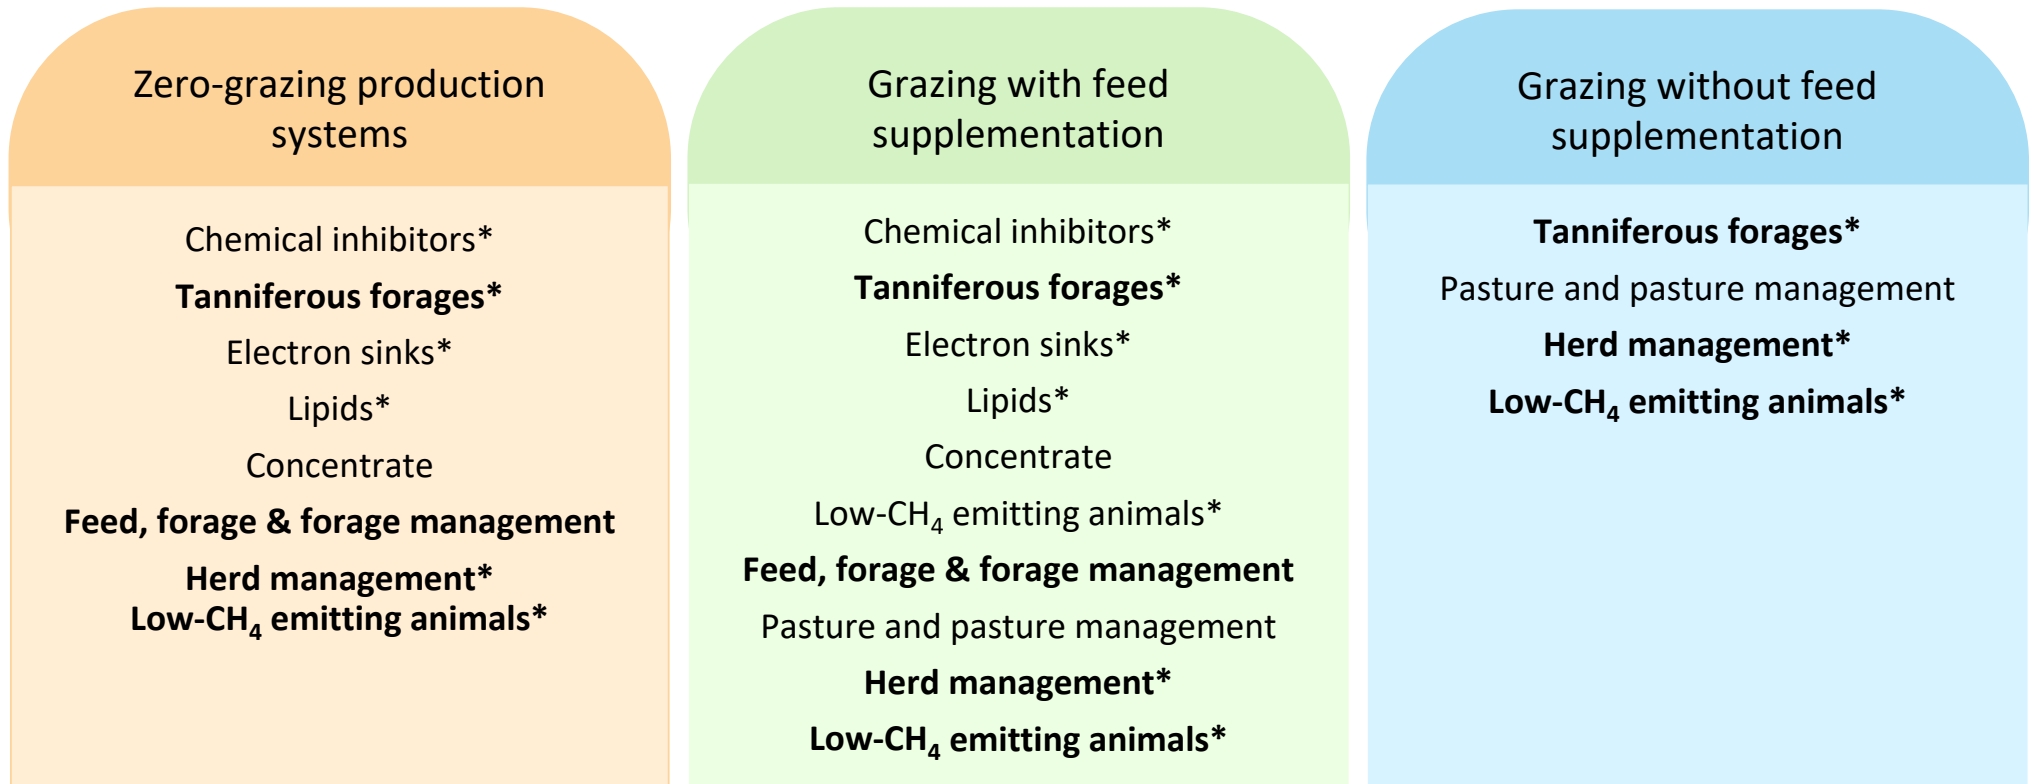 Zero-grazing production
systems
Chemical inhibitors*
Tanniferous forages*
Electron sinks*
Lipids*
Concentrate
Feed, forage & forage management
Herd management*
Low-CH₄ emitting animals*
Grazing with feed
supplementation
Chemical inhibitors*
Tanniferous forages*
Electron sinks*
Lipids*
Concentrate
Low-CH₄ emitting animals*
Feed, forage & forage management
Pasture and pasture management
Herd management*
Low-CH₄ emitting animals*
Grazing without feed
supplementation
Tanniferous forages*
Pasture and pasture management
Herd management*
Low-CH₄ emitting animals*